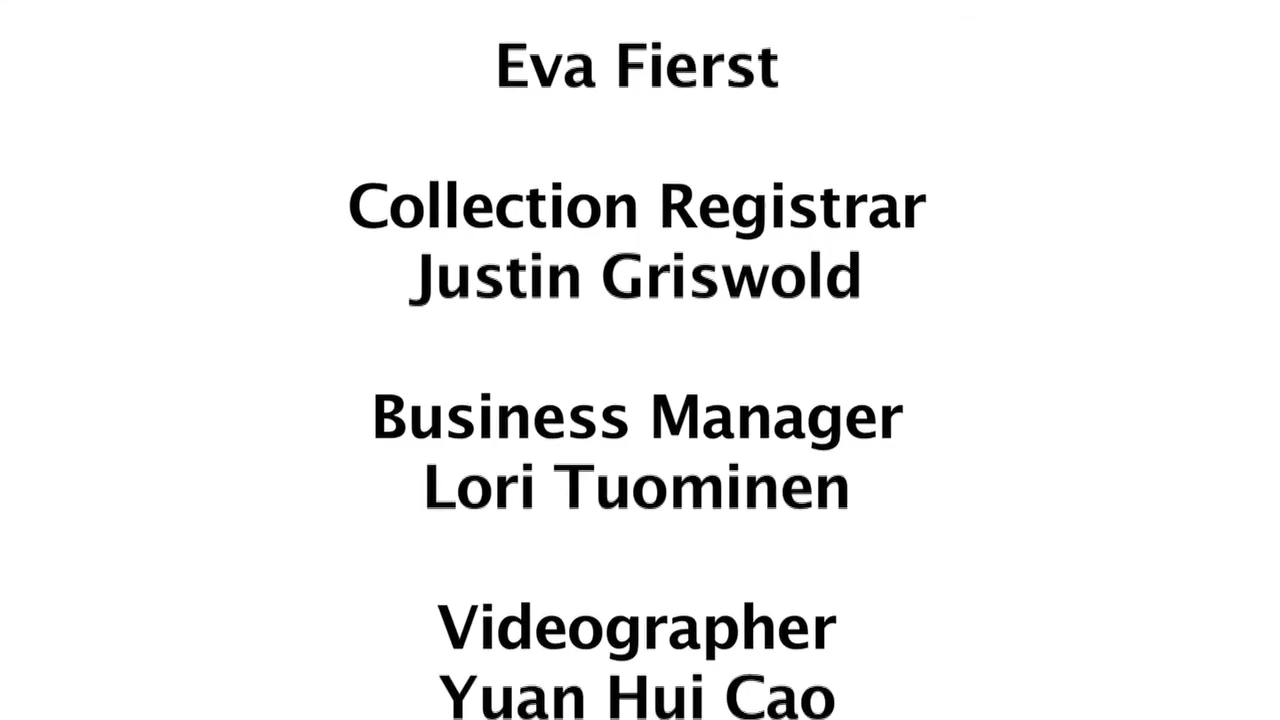 Eva Fierst
Collection Registrar
Justin Griswold
Business Manager
Lori Tuominen
Videographer
Yuan Hui Cao